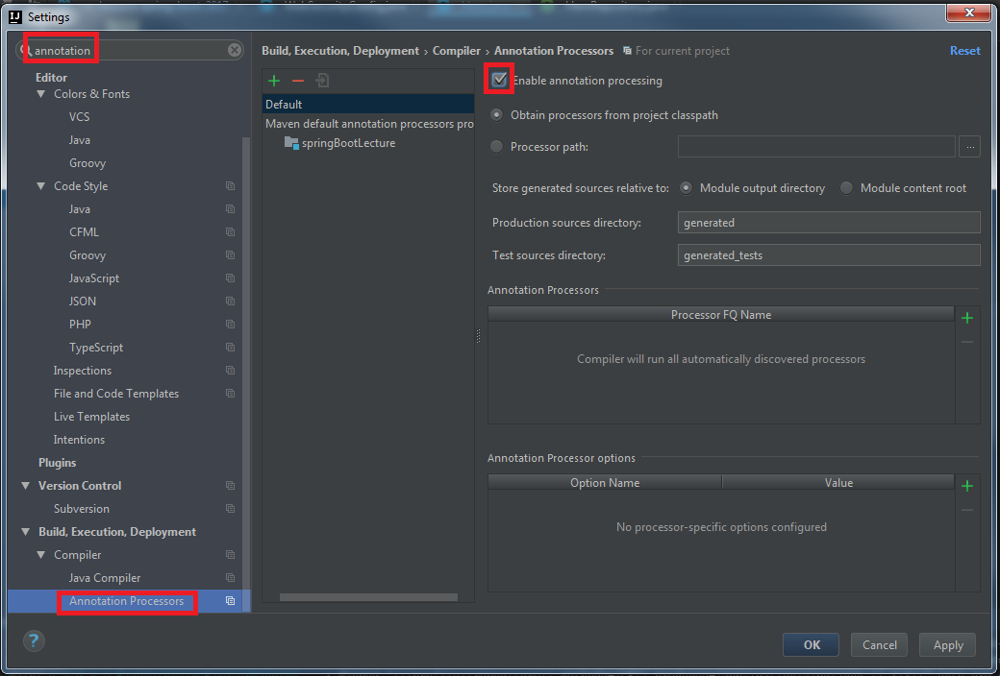 Settings
annotation
Editor
Colors & Fonts
VCS
Java
Groovy
Code Style
Java
CFML
Groovy
JavaScript
JSON
PHP
TypeScript
Inspections
File and Code Templates
Live Templates
Intentions
Plugins
Version Control
Subversion
Build, Execution, Deployment
Compiler
Java Compiler
Annotation Processors
Build, Execution, Deployment › Compiler › Annotation Processors For current project Reset
Default
Maven default annotation processors pro
springBootLecture
Enable annotation processing
Obtain processors from project classpath
Processor path: ...
Store generated sources relative to: Module output directory Module content root
Production sources directory: generated
Test sources directory: generated_tests
Annotation Processors
Processor FQ Name
Compiler will run all automatically discovered processors
Annotation Processor options
Option Name Value
No processor-specific options configured
? OK Cancel Apply